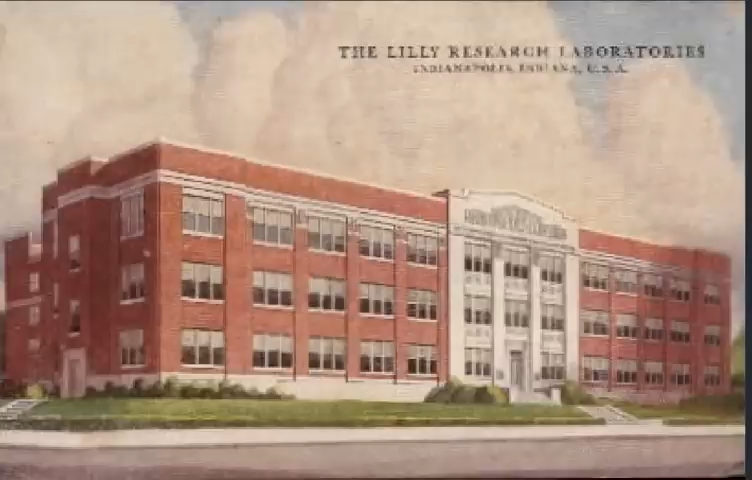 THE LILLY RESEARCH LABORATORIES
INDIANAPOLIS, INDIANA, U.S.A.